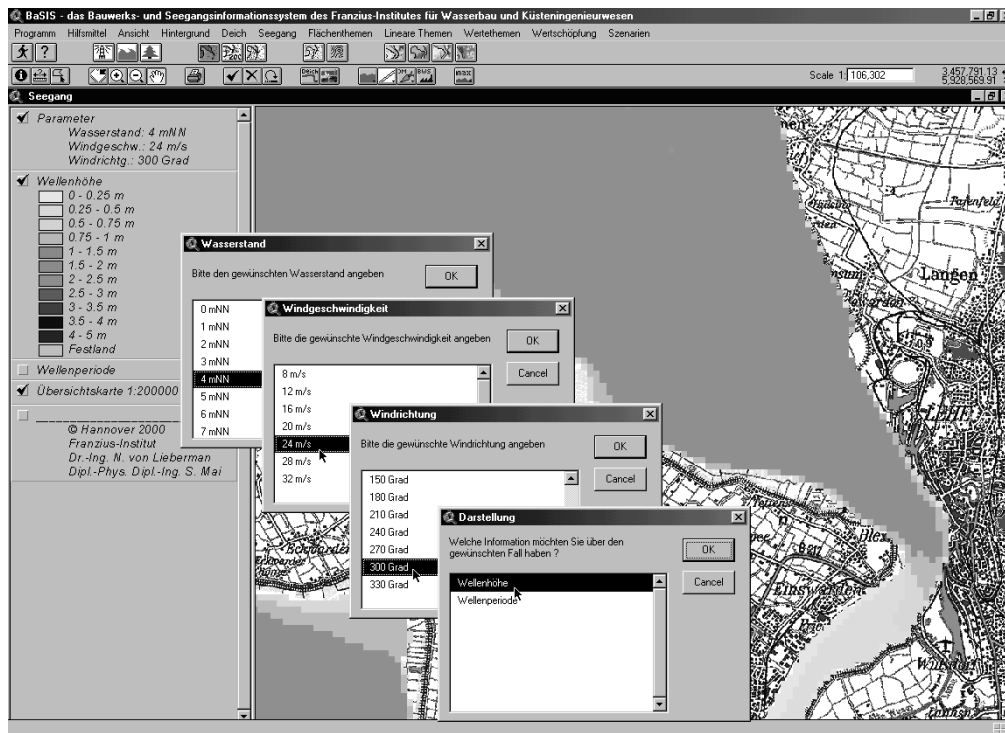 BaSIS - das Bauwerks- und Seegangsinformationssystem des Franzius-Institutes für Wasserbau und Küsteningenieurwesen
Programm Hilfsmittel Ansicht Hintergrund Deich Seegang Flächenthemen Lineare Themen Wertethemen Wertschöpfung Szenarien
Scale 1: 106,302
3,457,791.13
5,928,569.91
Seegang
Parameter
Wasserstand: 4 mNN
Windgeschw.: 24 m/s
Windrichtg.: 300 Grad
Wellenhöhe
0 - 0.25 m
0.25 - 0.5 m
0.5 - 0.75 m
0.75 - 1 m
1 - 1.5 m
1.5 - 2 m
2 - 2.5 m
2.5 - 3 m
3 - 3.5 m
3.5 - 4 m
4 - 5 m
Festland
Wellenperiode
Übersichtskarte 1:200000
© Hannover 2000
Franzius-Institut
Dr.-Ing. N. von Lieberman
Dipl.-Phys. Dipl.-Ing. S. Mai
Wasserstand
Bitte den gewünschten Wasserstand angeben
OK
0 mNN
1 mNN
2 mNN
3 mNN
4 mNN
5 mNN
6 mNN
7 mNN
Windgeschwindigkeit
Bitte die gewünschte Windgeschwindigkeit angeben
OK
Cancel
8 m/s
12 m/s
16 m/s
20 m/s
24 m/s
28 m/s
32 m/s
Windrichtung
Bitte die gewünschte Windrichtung angeben
OK
Cancel
150 Grad
180 Grad
210 Grad
240 Grad
270 Grad
300 Grad
330 Grad
Darstellung
Welche Information möchten Sie über den
gewünschten Fall haben ?
OK
Cancel
Wellenhöhe
Wellenperiode
Langen
LEHE